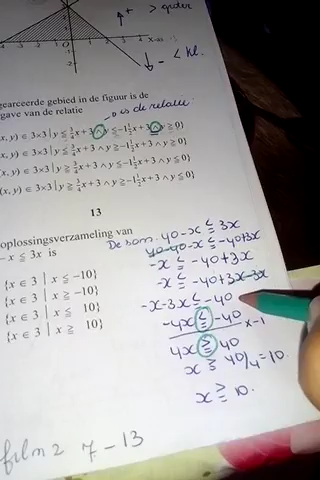 > groter
↑+
O
x-as
-1
-2
↓- < kl.
gearceerde gebied in de figuur is de
gave van de relatie
→ is de relatie
x, y) ∈ 3×3 | y ≤ ¾x + 3 ∧ y ≤ -1½x + 3 ∧ y ≥ 0}
x, y) ∈ 3×3 | y ≤ ¾x + 3 ∧ y ≥ -1½x + 3 ∧ y ≥ 0}
x, y) ∈ 3×3 | y ≥ ¾x + 3 ∧ y ≤ -1½x + 3 ∧ y ≤ 0}
(x, y) ∈ 3×3 | y ≥ ¾x + 3 ∧ y ≥ -1½x + 3 ∧ y ≤ 0}
13
oplossingsverzameling van
- x ≤ 3x is
{x ∈ 3 | x ≤ -10}
{x ∈ 3 | x ≥ -10}
{x ∈ 3 | x ≤ 10}
{x ∈ 3 | x ≥ 10}
De som. 40-x ≤ 3x
40-40-x ≤ -40+3x
-x ≤ -40+3x
-x ≤ -40+3x-3x
-x-3x ≤ -40
-4x ≤ -40
x-1
4x ≥ 40
x ≥ 40/4=10
x ≥ 10.
film 2 7-13